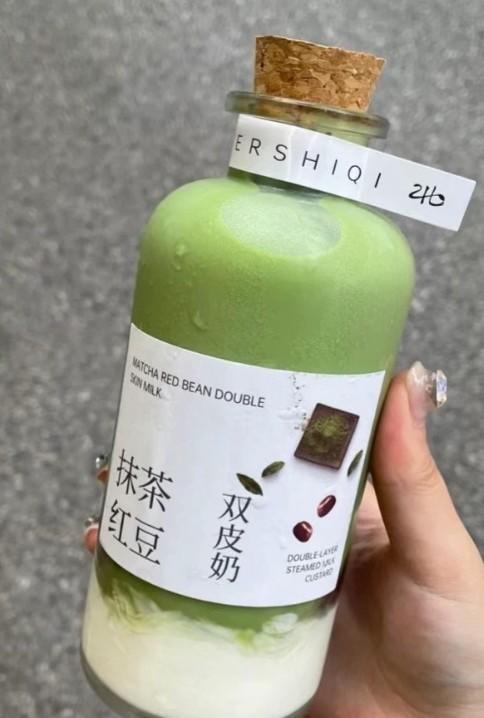 ERSHIQI
MATCHA RED BEAN DOUBLE
SKIN MILK
抹茶
红豆
双皮奶
DOUBLE-LAYER
STEAMED MILK
CUSTARD